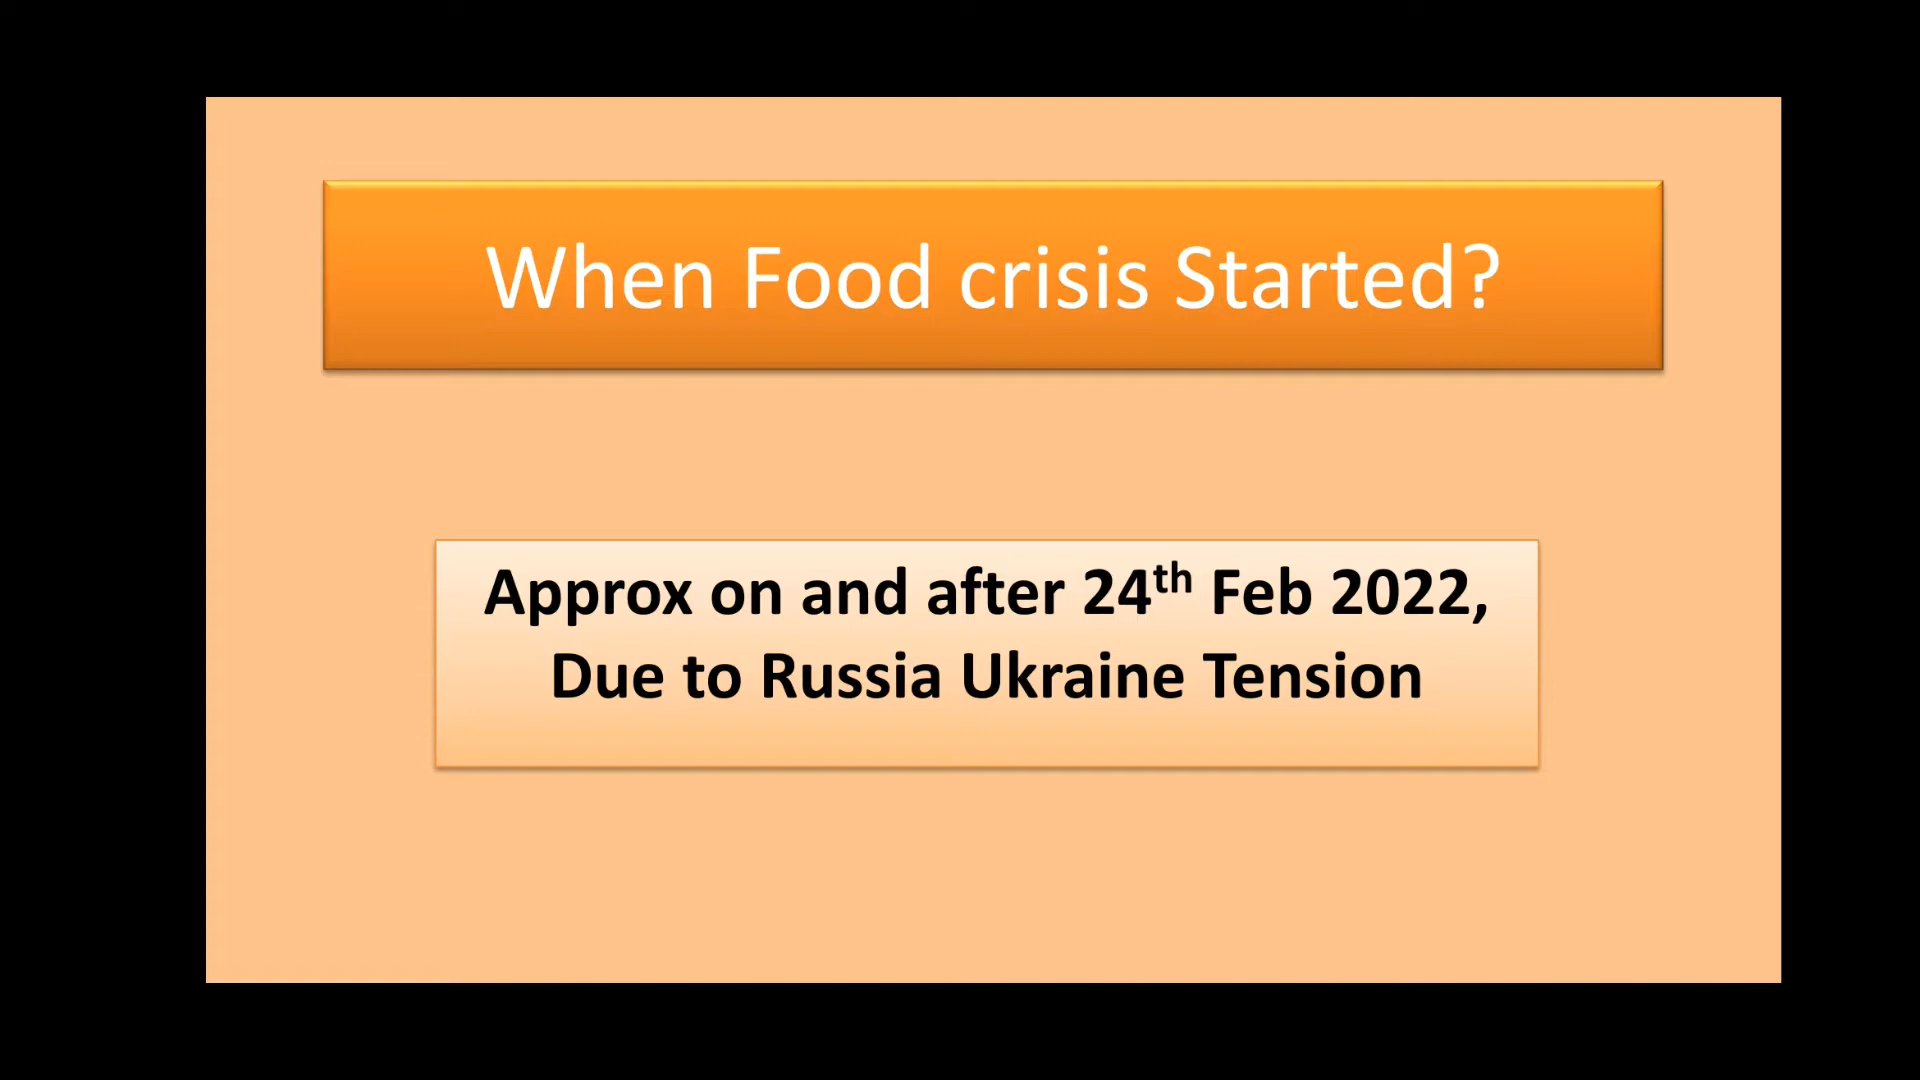 When Food crisis Started?
Approx on and after 24th Feb 2022,
Due to Russia Ukraine Tension